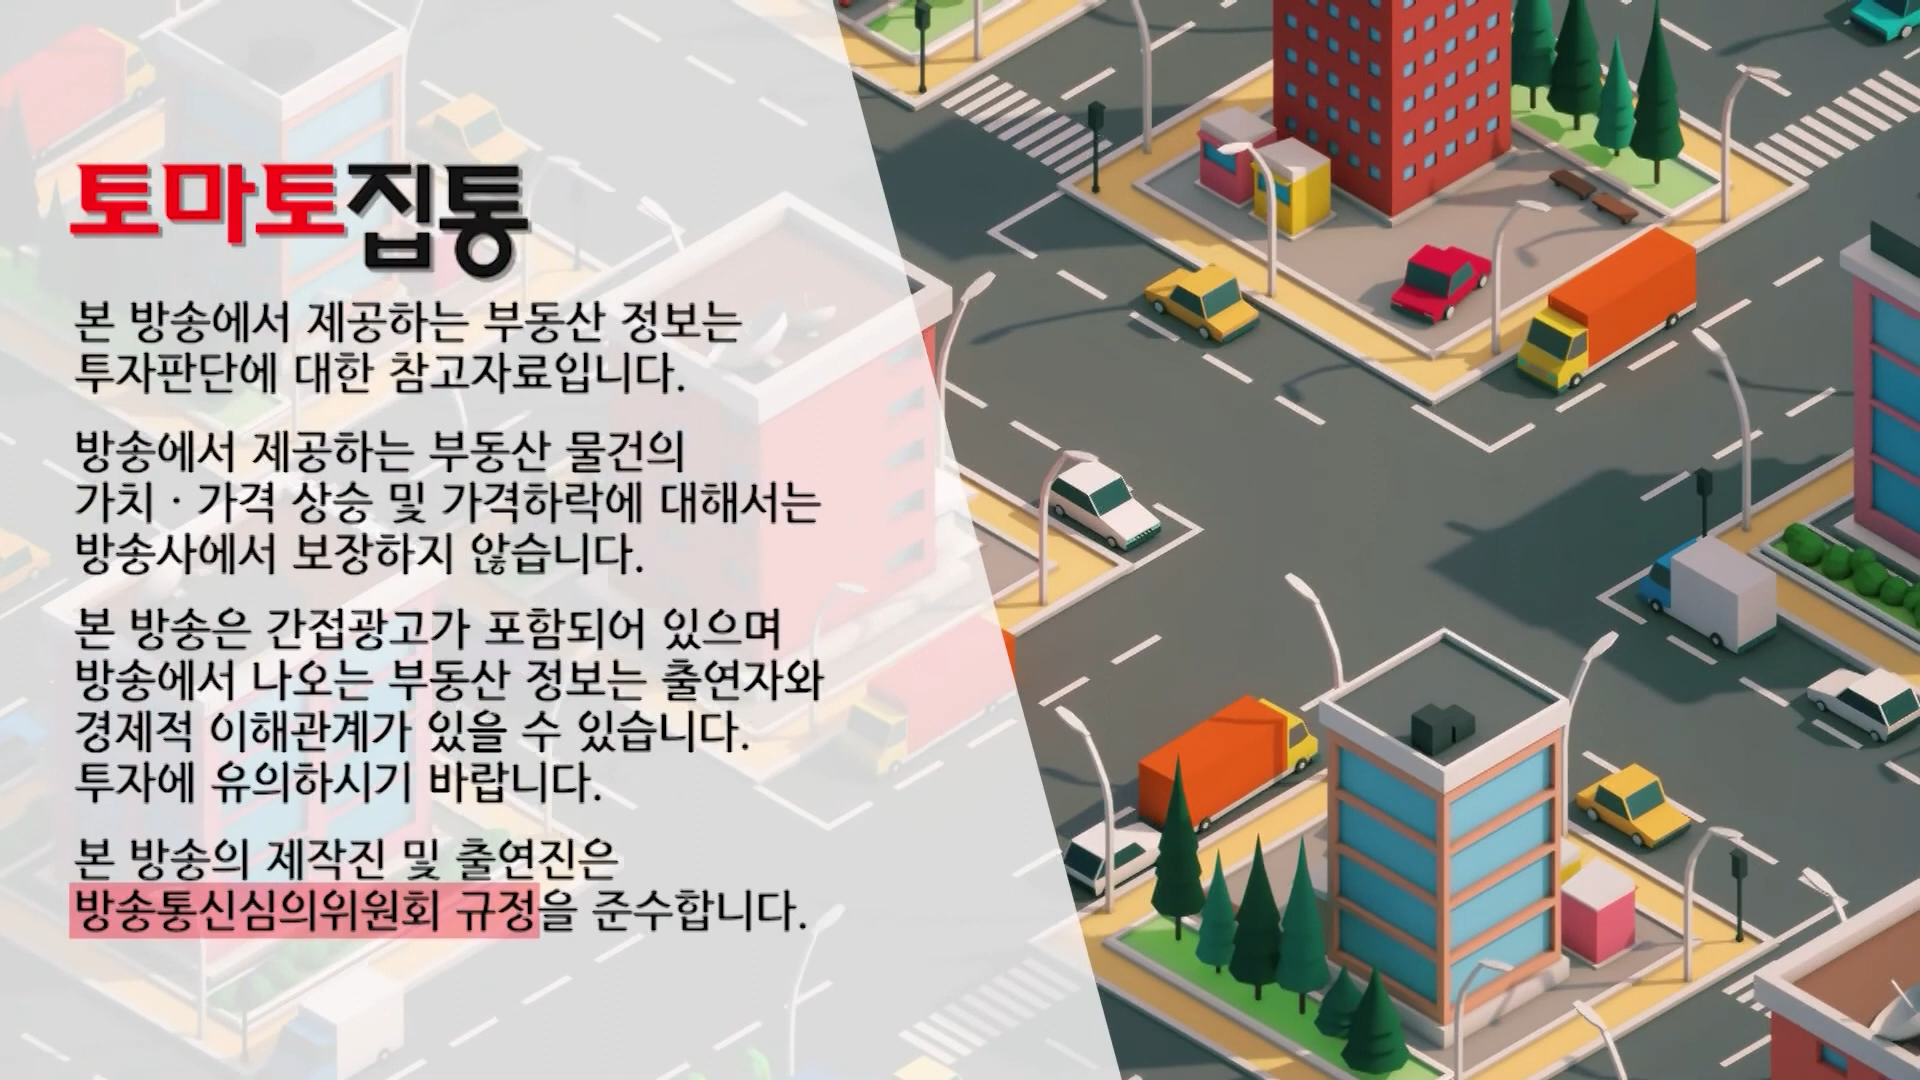 토마토집통
본 방송에서 제공하는 부동산 정보는
투자판단에 대한 참고자료입니다.
방송에서 제공하는 부동산 물건의
가치 · 가격 상승 및 가격하락에 대해서는
방송사에서 보장하지 않습니다.
본 방송은 간접광고가 포함되어 있으며
방송에서 나오는 부동산 정보는 출연자와
경제적 이해관계가 있을 수 있습니다.
투자에 유의하시기 바랍니다.
본 방송의 제작진 및 출연진은
방송통신심의위원회 규정을 준수합니다.